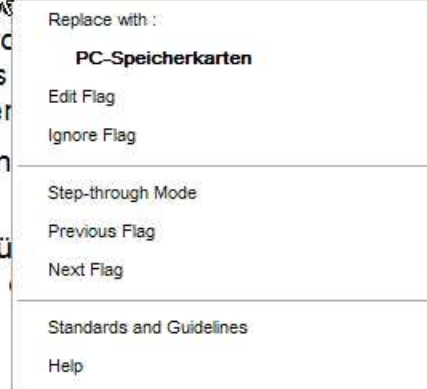 Replace with :
PC-Speicherkarten
Edit Flag
Ignore Flag
Step-through Mode
Previous Flag
Next Flag
Standards and Guidelines
Help